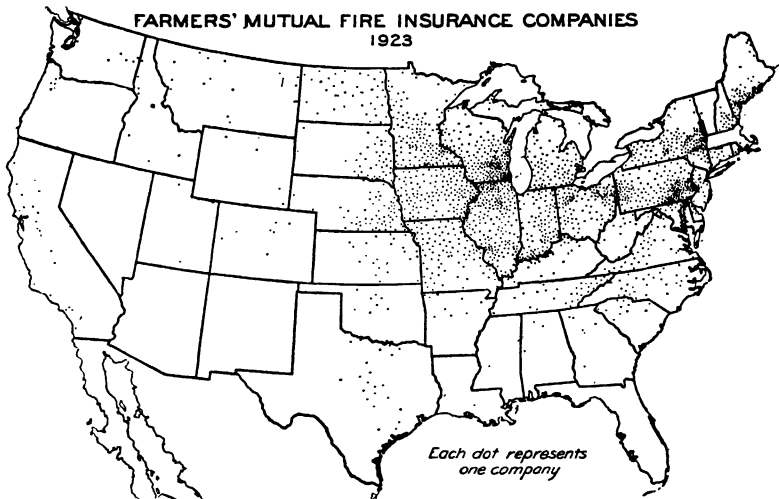 FARMERS' MUTUAL FIRE INSURANCE COMPANIES
1923
Each dot represents
one company